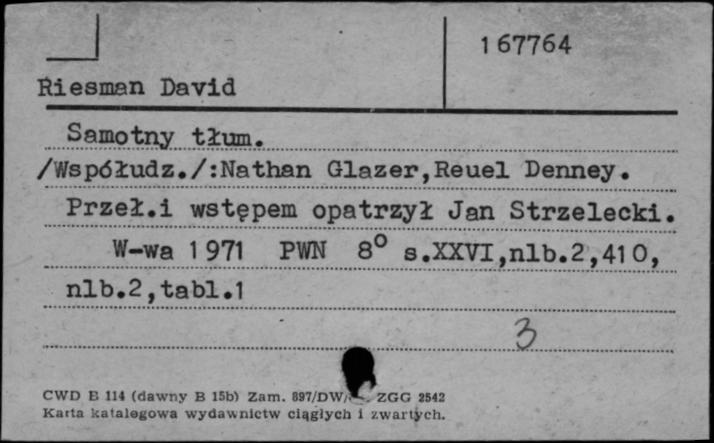 167764
Riesman David
Samotny tłum.
/Współudz./:Nathan Glazer,Reuel Denney.
Przeł.i wstępem opatrzył Jan Strzelecki.
W-wa 1971 PWN 8° s.XXVI,nlb.2,410,
nlb.2,tabl.1
3
CWD B 114 (dawny B 15b) Zam. 897/DW/ ZGG 2542
Karta katalogowa wydawnictw ciągłych i zwartych.